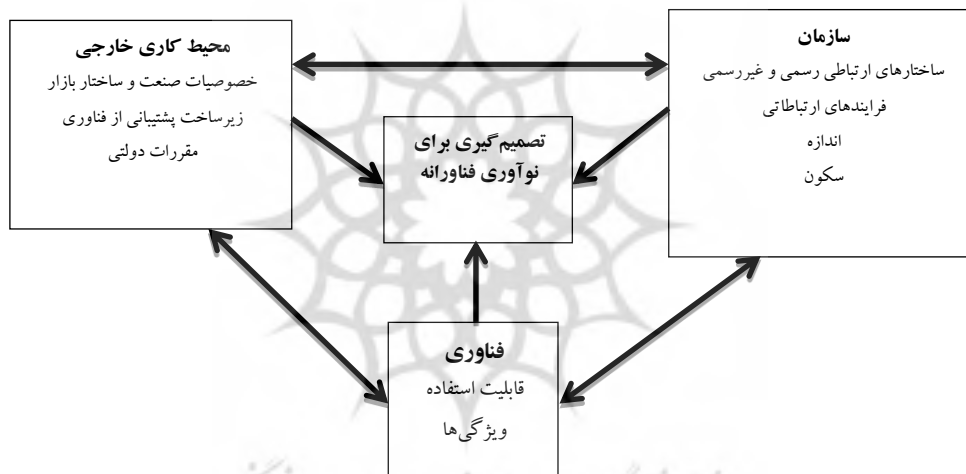 سازمان
ساختارهای ارتباطی رسمی و غیررسمی
فرایندهای ارتباطاتی
اندازه
سکون
محیط کاری خارجی
خصوصیات صنعت و ساختار بازار
زیرساخت پشتیبانی از فناوری
مقررات دولتی
تصمیم‌گیری برای
نوآوری فناورانه
فناوری
قابلیت استفاده
ویژگی‌ها